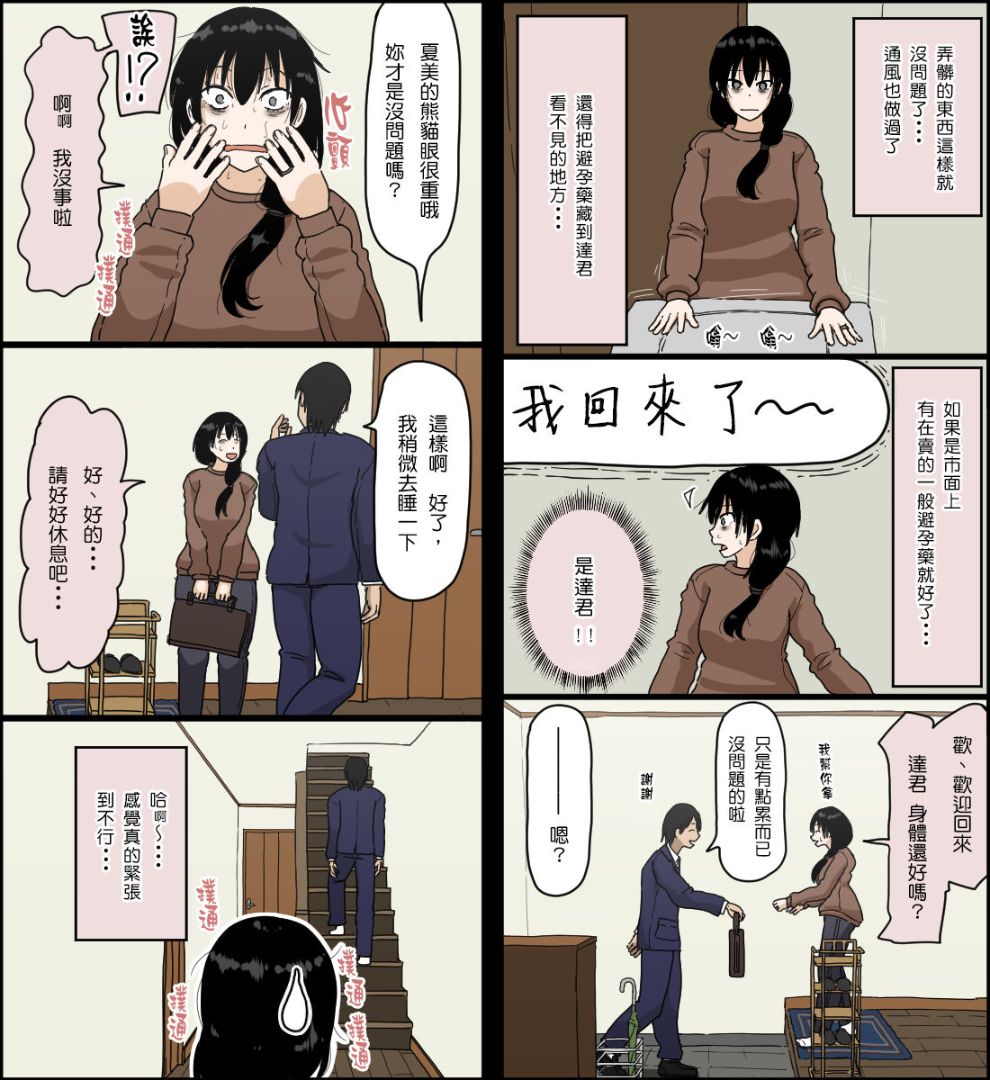 弄髒的東西這樣就
沒問題了⋯
通風也做過了
還得把避孕藥藏到達君
看不見的地方⋯
嗡～
嗡～
如果是市面上
有在賣的一般避孕藥就好了⋯
我回來了～～
是達君!!
歡、歡迎回來
達君 身體還好嗎？
我幫你拿
只是有點累而已
沒問題的啦
謝謝
———嗯？
夏美的熊貓眼很重哦
妳才是沒問題嗎？
誒!?
啊啊 我沒事啦
撲通
撲通
這樣啊 好了，
我稍微去睡一下
好、好的⋯
請好好休息吧⋯
哈啊～⋯
感覺真的緊張
到不行⋯
撲通
撲通
撲通
撲通